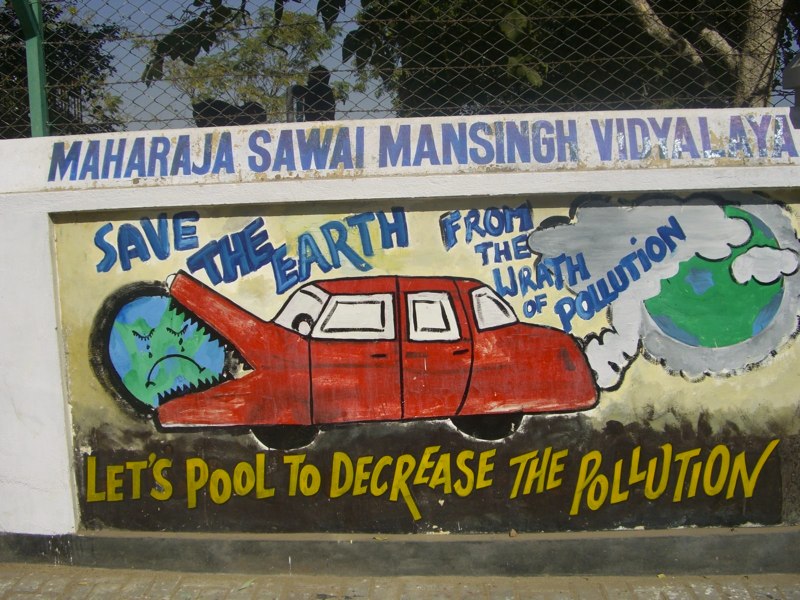 MAHARAJA SAWAI MANSINGH VIDYALAYA
SAVE THE EARTH
FROM
THE
WRATH
OF POLLUTION
LET'S POOL TO DECREASE THE POLLUTION